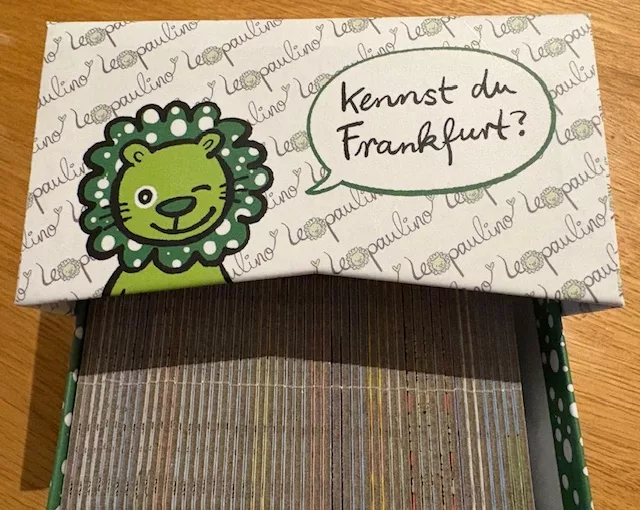 Leopaulino
Kennst du
Frankfurt?